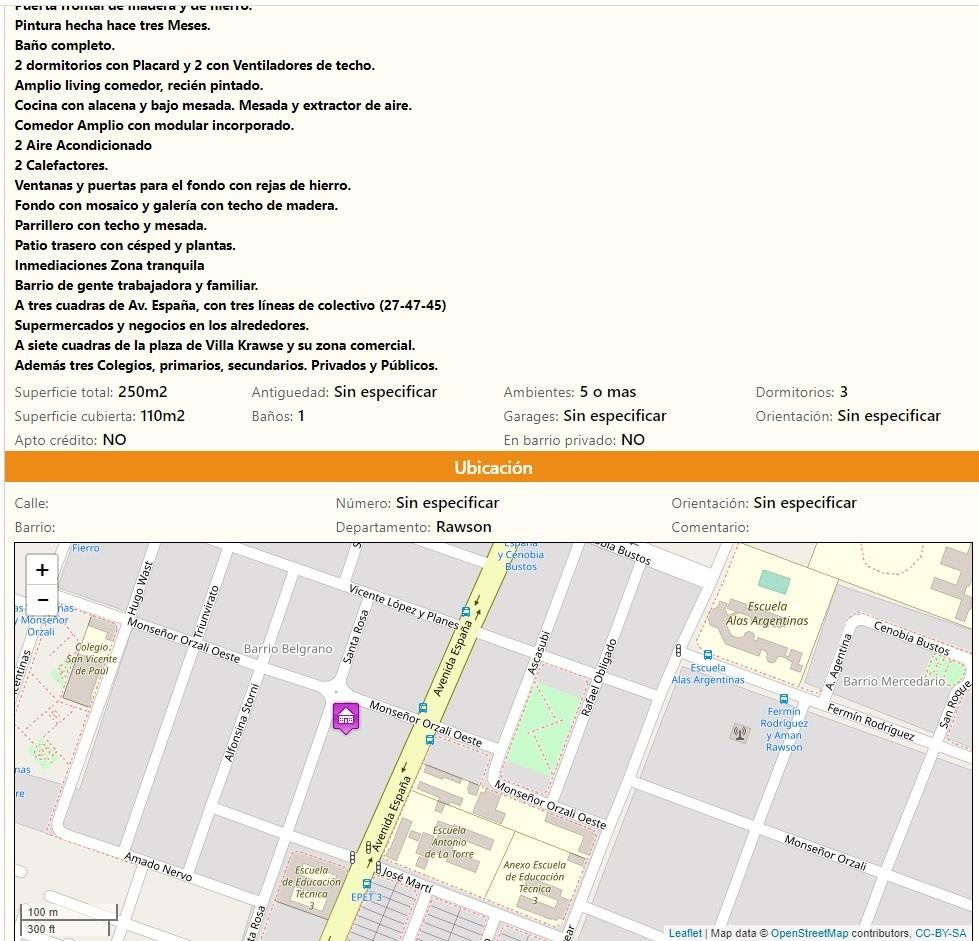 Puerta frontal de madera y de hierro.
Pintura hecha hace tres Meses.
Baño completo.
2 dormitorios con Placard y 2 con Ventiladores de techo.
Amplio living comedor, recién pintado.
Cocina con alacena y bajo mesada. Mesada y extractor de aire.
Comedor Amplio con modular incorporado.
2 Aire Acondicionado
2 Calefactores.
Ventanas y puertas para el fondo con rejas de hierro.
Fondo con mosaico y galería con techo de madera.
Parrillero con techo y mesada.
Patio trasero con césped y plantas.
Inmediaciones Zona tranquila
Barrio de gente trabajadora y familiar.
A tres cuadras de Av. España, con tres líneas de colectivo (27-47-45)
Supermercados y negocios en los alrededores.
A siete cuadras de la plaza de Villa Krawse y su zona comercial.
Además tres Colegios, primarios, secundarios. Privados y Públicos.
Superficie total: 250m2 Antiguedad: Sin especificar Ambientes: 5 o mas Dormitorios: 3
Superficie cubierta: 110m2 Baños: 1 Garages: Sin especificar Orientación: Sin especificar
Apto crédito: NO En barrio privado: NO
Ubicación
Calle: Número: Sin especificar Orientación: Sin especificar
Barrio: Departamento: Rawson Comentario:
+
−
Fierro
España
y Cenobia
Bustos
Bustos
Hugo Wast
Triunvirato
Vicente López y Planes
Santa Rosa
Avenida España
Ascasubi
Rafael Obligado
Escuela
Alas Argentinas
Cenobia Bustos
A. Agentina
Barrio Mercedario
San Roque
y Monseñor
Orzali
Monseñor Orzali Oeste
Barrio Belgrano
Colegio
San Vicente
de Paul
Escuela
Alas Argentinas
Fermín
Rodríguez
y Aman
Rawson
Fermín Rodríguez
Alfonsina Storni
Monseñor Orzali Oeste
Monseñor Orzali Oeste
Avenida España
Escuela
Antonio
de La Torre
Anexo Escuela
de Educación
Técnica
3
Monseñor Orzali
Amado Nervo
Escuela
de Educación
Técnica
3
José Martí
EPET 3
100 m
300 ft
Leaflet | Map data © OpenStreetMap contributors, CC-BY-SA